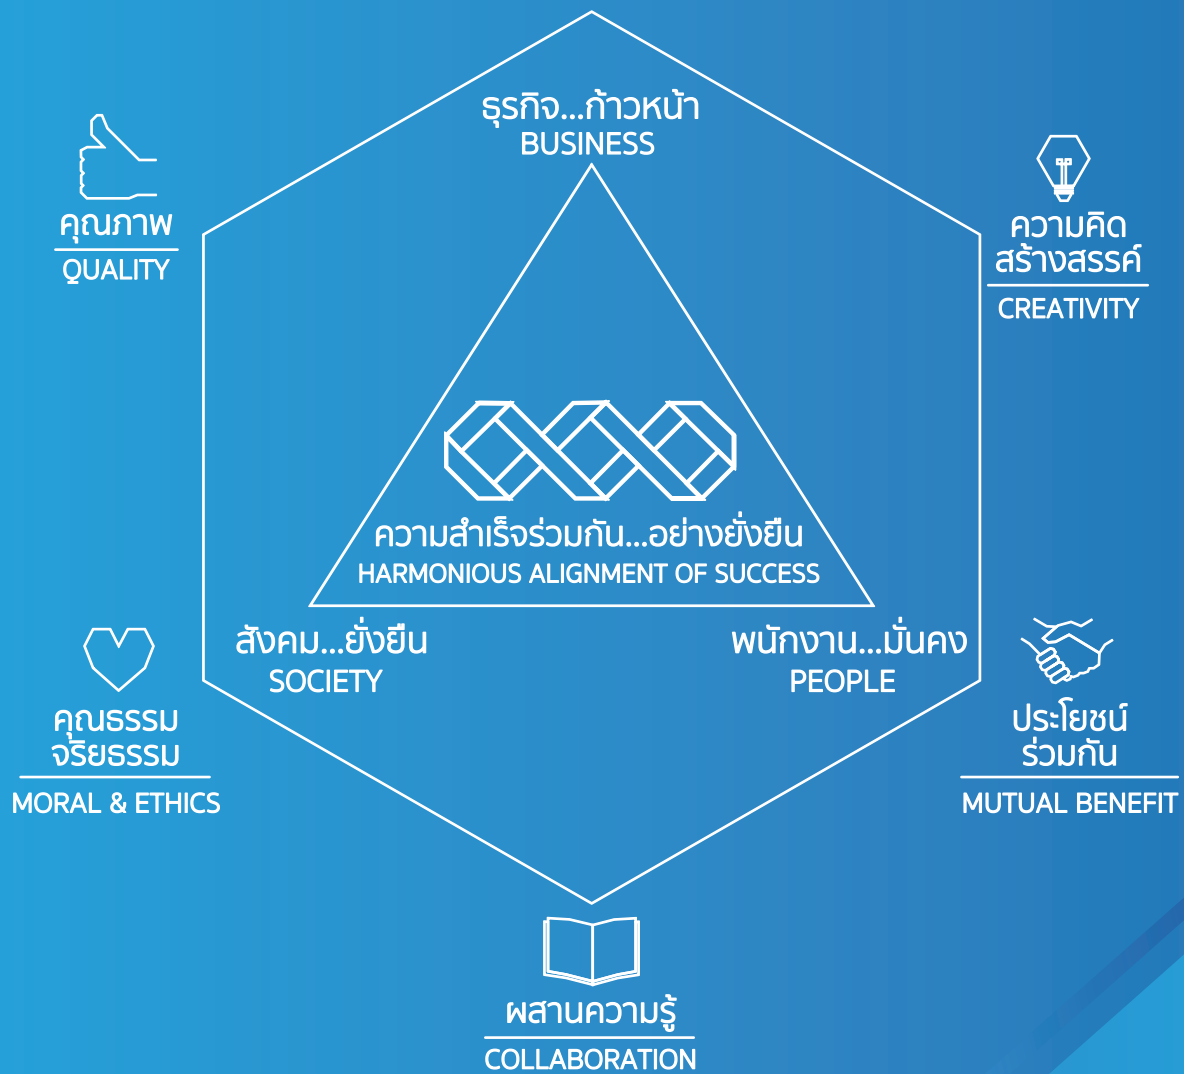 ธุรกิจ...ก้าวหน้า
BUSINESS
คุณภาพ
QUALITY
ความคิด
สร้างสรรค์
CREATIVITY
ความสำเร็จร่วมกัน...อย่างยั่งยืน
HARMONIOUS ALIGNMENT OF SUCCESS
สังคม...ยั่งยืน
SOCIETY
พนักงาน...มั่นคง
PEOPLE
คุณธรรม
จริยธรรม
MORAL & ETHICS
ประโยชน์
ร่วมกัน
MUTUAL BENEFIT
ผสานความรู้
COLLABORATION